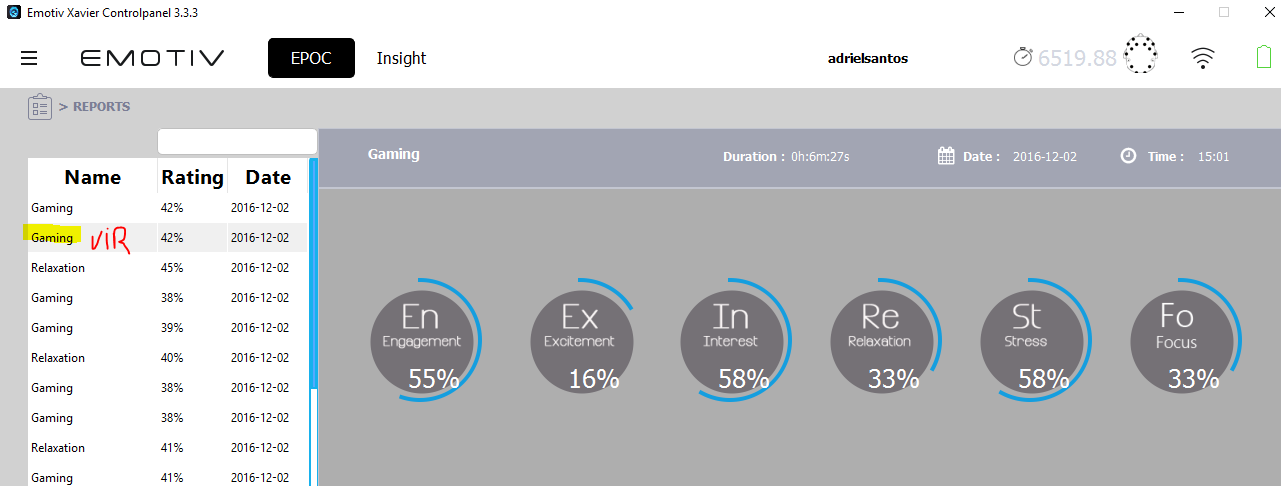 Emotiv Xavier Controlpanel 3.3.3
EMOTIV EPOC Insight adrielsantos 6519.88
> REPORTS
Gaming Duration : 0h:6m:27s Date : 2016-12-02 Time : 15:01
Name Rating Date
Gaming 42% 2016-12-02
Gaming ViR 42% 2016-12-02
Relaxation 45% 2016-12-02
Gaming 38% 2016-12-02
Gaming 39% 2016-12-02
Relaxation 40% 2016-12-02
Gaming 38% 2016-12-02
Gaming 38% 2016-12-02
Relaxation 41% 2016-12-02
Gaming 41% 2016-12-02
En Ex In Re St Fo
Engagement Excitement Interest Relaxation Stress Focus
55% 16% 58% 33% 58% 33%